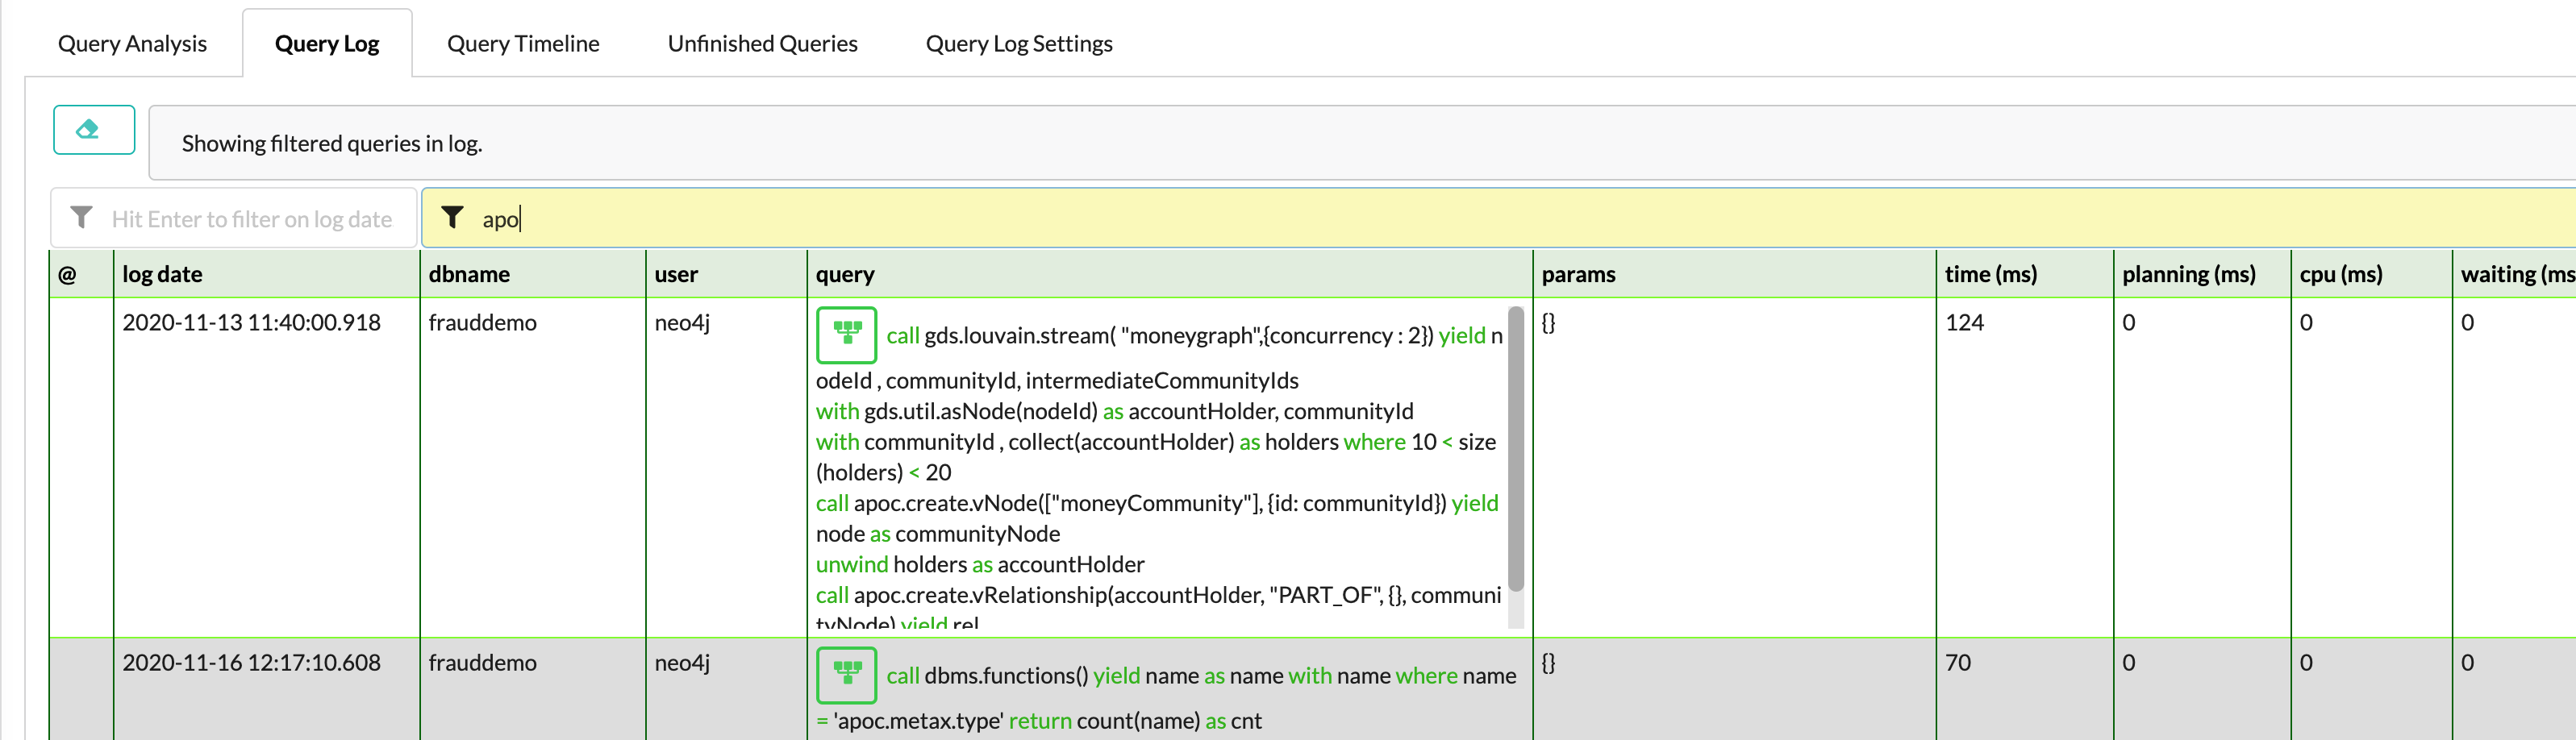 Query Analysis Query Log Query Timeline Unfinished Queries Query Log Settings
Showing filtered queries in log.
Hit Enter to filter on log date apo
@ log date dbname user query params time (ms) planning (ms) cpu (ms) waiting (ms
2020-11-13 11:40:00.918 frauddemo neo4j call gds.louvain.stream( "moneygraph",{concurrency : 2}) yield n {} 124 0 0 0
odeId , communityId, intermediateCommunityIds
with gds.util.asNode(nodeId) as accountHolder, communityId
with communityId , collect(accountHolder) as holders where 10 < size
(holders) < 20
call apoc.create.vNode(["moneyCommunity"], {id: communityId}) yield
node as communityNode
unwind holders as accountHolder
call apoc.create.vRelationship(accountHolder, "PART_OF", {}, communi
tyNode) yield rel
2020-11-16 12:17:10.608 frauddemo neo4j call dbms.functions() yield name as name with name where name {} 70 0 0 0
= 'apoc.metax.type' return count(name) as cnt